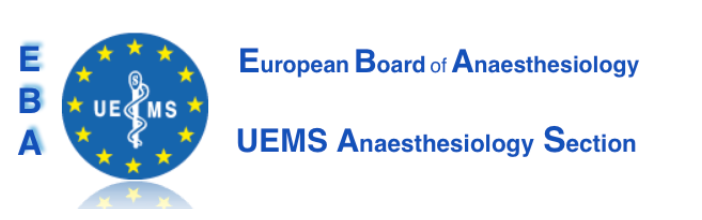 E
B
A
UEMS
European Board of Anaesthesiology
UEMS Anaesthesiology Section